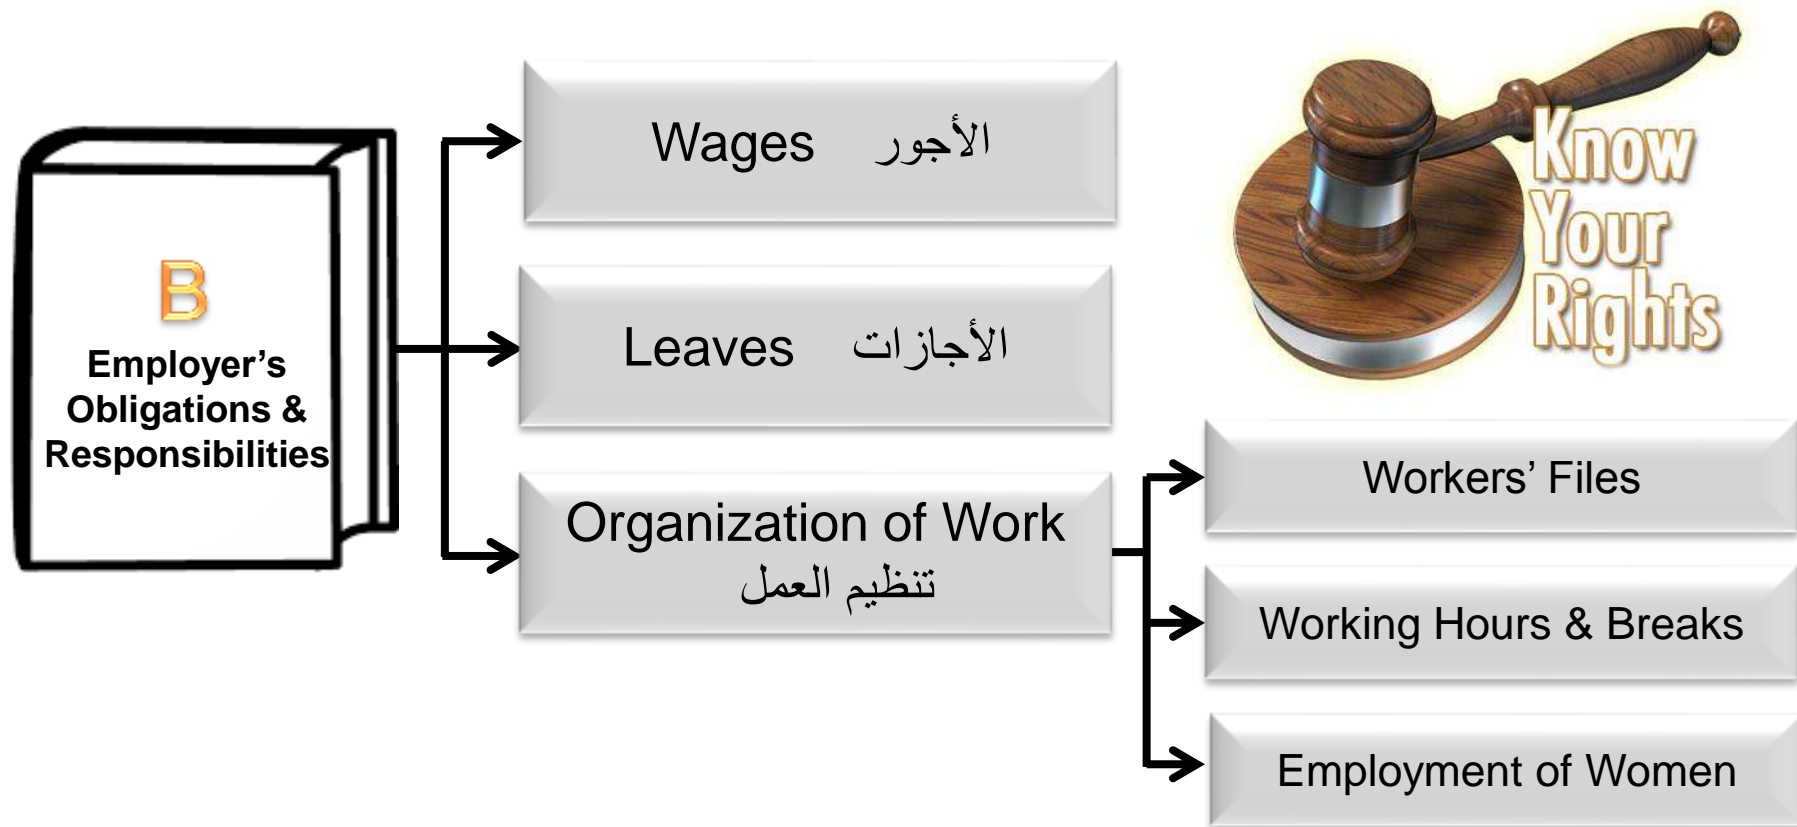 B
Employer’s
Obligations &
Responsibilities
Wages الأجور
Leaves الأجازات
Organization of Work
تنظيم العمل
Know
Your
Rights
Workers’ Files
Working Hours & Breaks
Employment of Women